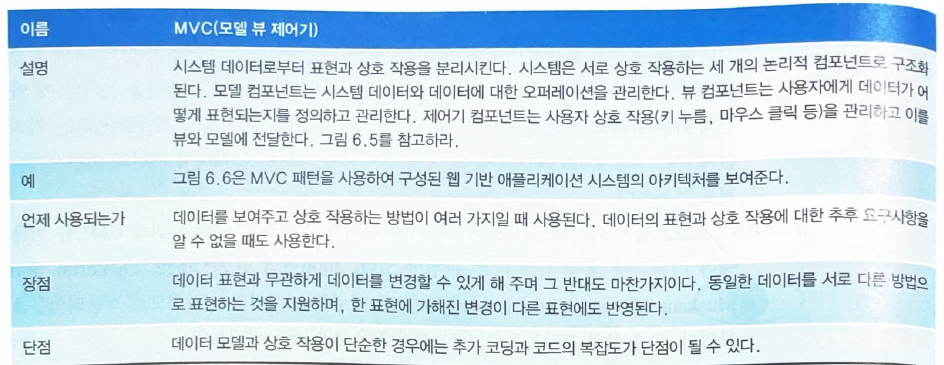 이름 MVC(모델 뷰 제어기)
설명 시스템 데이터로부터 표현과 상호 작용을 분리시킨다. 시스템은 서로 상호 작용하는 세 개의 논리적 컴포넌트로 구조화
된다. 모델 컴포넌트는 시스템 데이터와 데이터에 대한 오퍼레이션을 관리한다. 뷰 컴포넌트는 사용자에게 데이터가 어
떻게 표현되는지를 정의하고 관리한다. 제어기 컴포넌트는 사용자 상호 작용(키 누름, 마우스 클릭 등)을 관리하고 이를
뷰와 모델에 전달한다. 그림 6.5를 참고하라.
예 그림 6.6은 MVC 패턴을 사용하여 구성된 웹 기반 애플리케이션 시스템의 아키텍처를 보여준다.
언제 사용되는가 데이터를 보여주고 상호 작용하는 방법이 여러 가지일 때 사용된다. 데이터의 표현과 상호 작용에 대한 추후 요구사항을
알 수 없을 때도 사용한다.
장점 데이터 표현과 무관하게 데이터를 변경할 수 있게 해 주며 그 반대도 마찬가지이다. 동일한 데이터를 서로 다른 방법으
로 표현하는 것을 지원하며, 한 표현에 가해진 변경이 다른 표현에도 반영된다.
단점 데이터 모델과 상호 작용이 단순한 경우에는 추가 코딩과 코드의 복잡도가 단점이 될 수 있다.